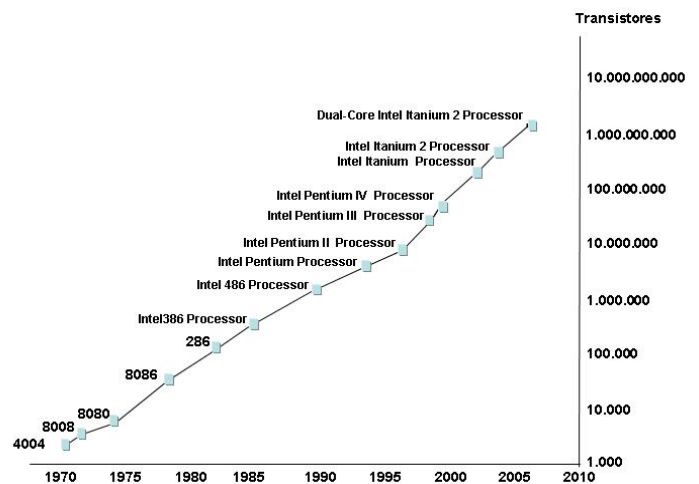 Transistores
10.000.000.000
Dual-Core Intel Itanium 2 Processor
1.000.000.000
Intel Itanium 2 Processor
Intel Itanium Processor
100.000.000
Intel Pentium IV Processor
Intel Pentium III Processor
10.000.000
Intel Pentium II Processor
Intel Pentium Processor
Intel 486 Processor
1.000.000
Intel386 Processor
286
100.000
8086
8080
10.000
8008
4004
1.000
1970 1975 1980 1985 1990 1995 2000 2005 2010